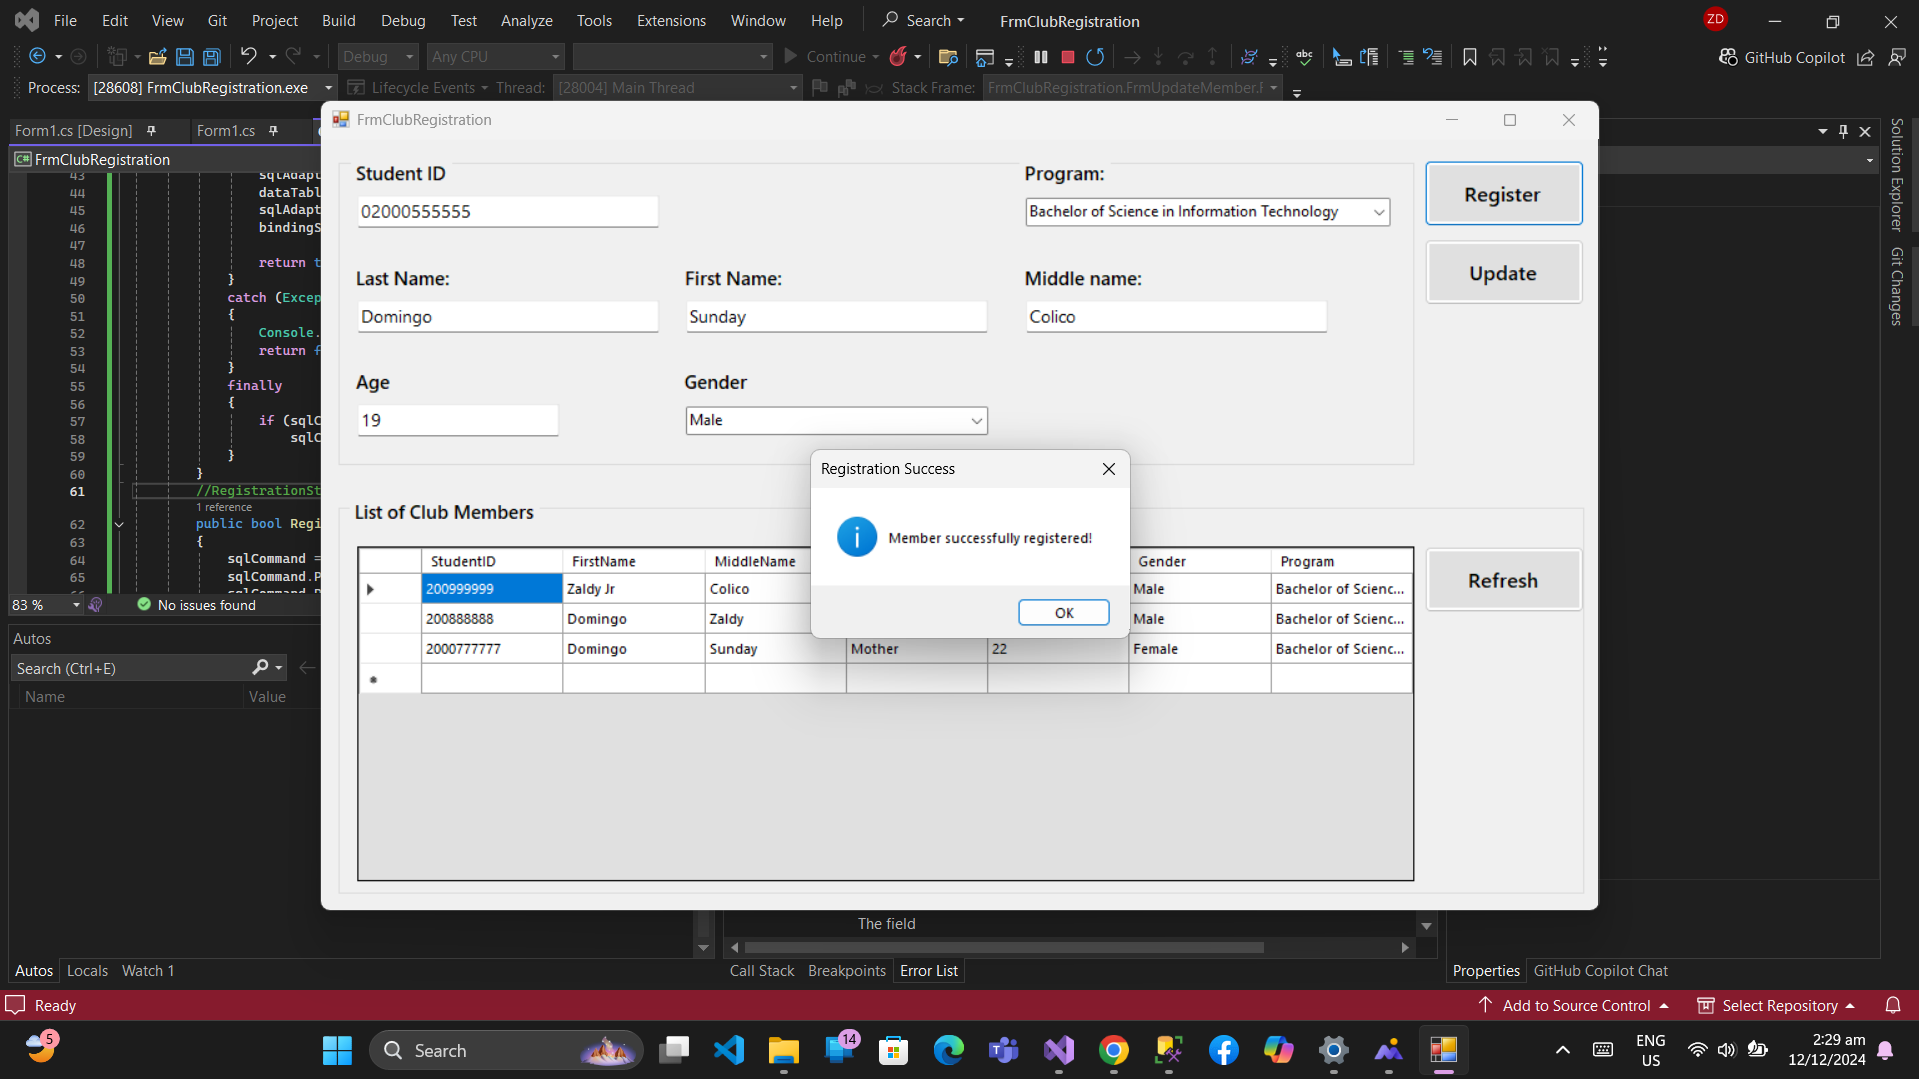 File Edit View Git Project Build Debug Test Analyze Tools Extensions Window Help Search FrmClubRegistration ZD
Debug Any CPU Continue GitHub Copilot
Process: [28608] FrmClubRegistration.exe Lifecycle Events Thread: [28004] Main Thread Stack Frame: FrmClubRegistration.FrmUpdateMember.F
Form1.cs [Design] Form1.cs
C# FrmClubRegistration
43 sqlAdapt
44 dataTabl
45 sqlAdapt
46 bindingS
47
48 return t
49 }
50 catch (Excep
51 {
52 Console.
53 return f
54 }
55 finally
56 {
57 if (sqlC
58 sqlC
59 }
60 }
61 //RegistrationSt
1 reference
62 public bool Regi
63 {
64 sqlCommand =
65 sqlCommand.P
83 % No issues found
Autos
Search (Ctrl+E)
Name Value
FrmClubRegistration
Student ID
02000555555
Program:
Bachelor of Science in Information Technology
Register
Update
Last Name: First Name: Middle name:
Domingo Sunday Colico
Age Gender
19 Male
Registration Success
Member successfully registered!
OK
List of Club Members
StudentID FirstName MiddleName Gender Program
200999999 Zaldy Jr Colico Male Bachelor of Scienc...
200888888 Domingo Zaldy Male Bachelor of Scienc...
2000777777 Domingo Sunday Mother 22 Female Bachelor of Scienc...
Refresh
Solution Explorer
Git Changes
The field
Autos Locals Watch 1
Call Stack Breakpoints Error List
Properties GitHub Copilot Chat
Ready
Add to Source Control Select Repository
5
Search
14
ENG
US
2:29 am
12/12/2024